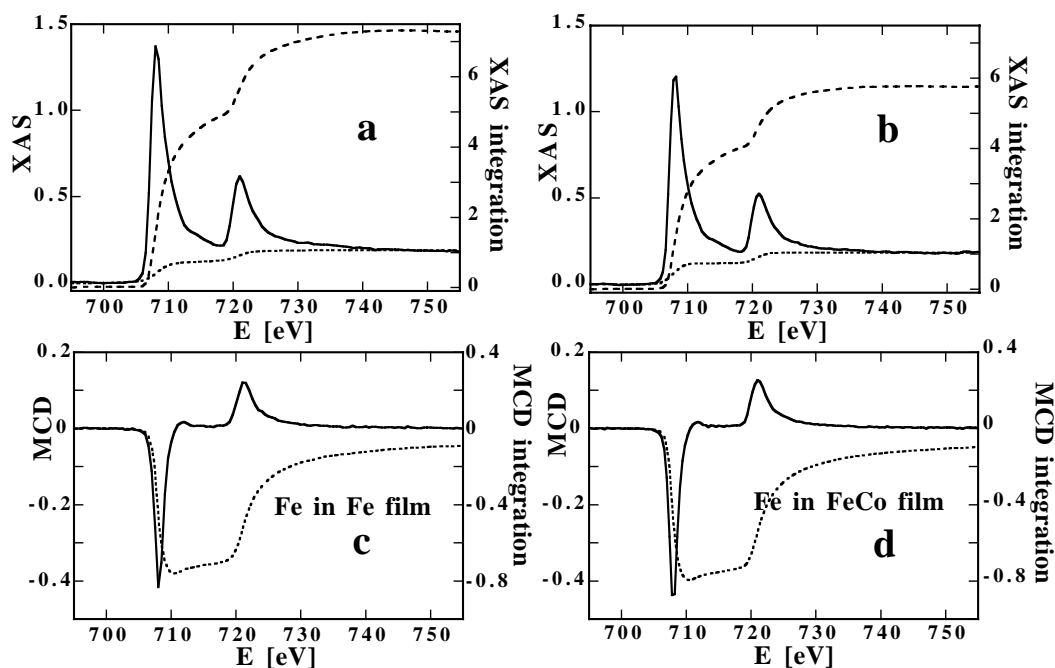 1.5
1.0
0.5
0.0
XAS
6
4
2
0
XAS integration
a
700 710 720 730 740 750
E [eV]
1.5
1.0
0.5
0.0
XAS
8
6
4
2
0
XAS integration
b
700 710 720 730 740 750
E [eV]
0.2
0
-0.2
-0.4
MCD
0.4
0
-0.4
-0.8
MCD integration
Fe in Fe film
c
700 710 720 730 740 750
E [eV]
0.2
0
-0.2
-0.4
MCD
0.4
0
-0.4
-0.8
MCD integration
Fe in FeCo film
d
700 710 720 730 740 750
E [eV]